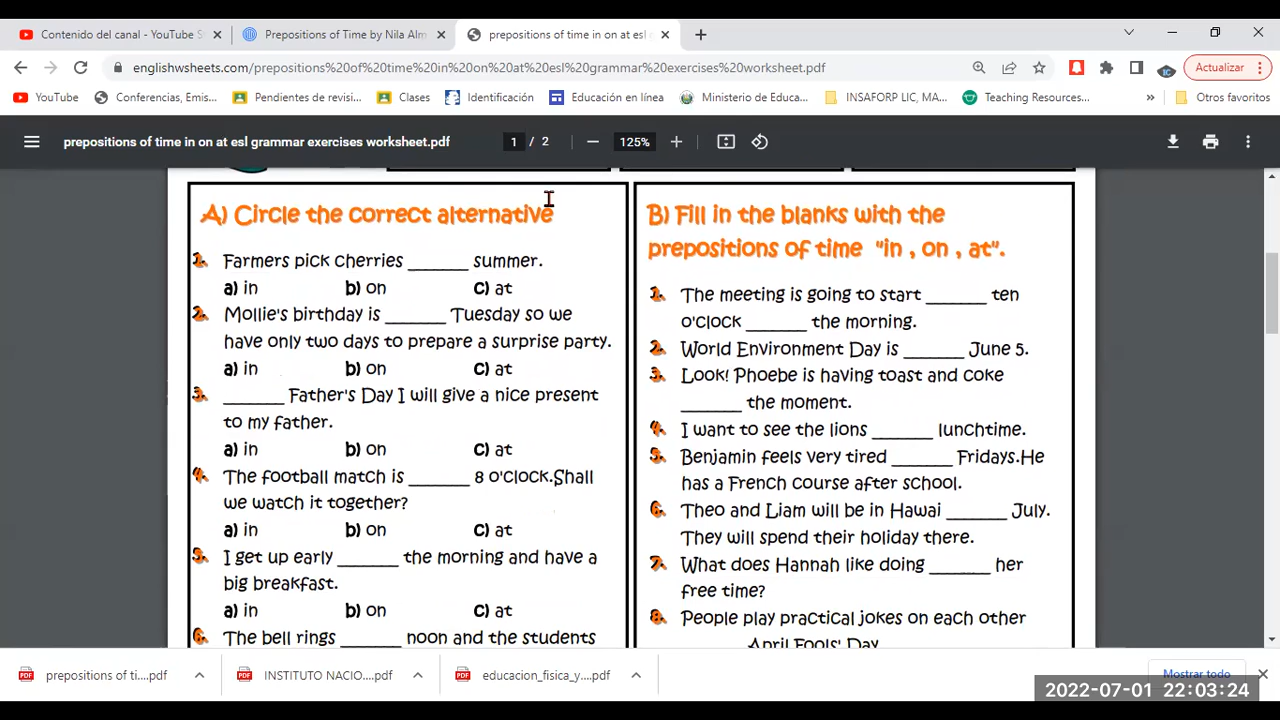 Contenido del canal - YouTube S
Prepositions of Time by Nila Alm
prepositions of time in on at esl
englishwsheets.com/prepositions%20of%20time%20in%20on%20at%20esl%20grammar%20exercises%20worksheet.pdf
Actualizar
YouTube
Conferencias, Emis...
Pendientes de revisi...
Clases
Identificación
Educación en línea
Ministerio de Educa...
INSAFORP LIC, MA...
Teaching Resources...
»
Otros favoritos
prepositions of time in on at esl grammar exercises worksheet.pdf
1 / 2
125%
A) Circle the correct alternative
1. Farmers pick cherries _______ summer.
a) in b) on c) at
2. Mollie's birthday is _______ Tuesday so we
have only two days to prepare a surprise party.
a) in b) on c) at
3. _______ Father's Day I will give a nice present
to my father.
a) in b) on c) at
4. The football match is _______ 8 o'clock.Shall
we watch it together?
a) in b) on c) at
5. I get up early _______ the morning and have a
big breakfast.
a) in b) on c) at
6. The bell rings _______ noon and the students
B) Fill in the blanks with the
prepositions of time "in , on , at".
1. The meeting is going to start _______ ten
o'clock _______ the morning.
2. World Environment Day is _______ June 5.
3. Look! Phoebe is having toast and coke
_______ the moment.
4. I want to see the lions _______ lunchtime.
5. Benjamin feels very tired _______ Fridays.He
has a French course after school.
6. Theo and Liam will be in Hawai _______ July.
They will spend their holiday there.
7. What does Hannah like doing _______ her
free time?
8. People play practical jokes on each other
_______ April Fools' Day
prepositions of ti....pdf
INSTITUTO NACIO....pdf
educacion_fisica_y....pdf
Mostrar todo
2022-07-01 22:03:24